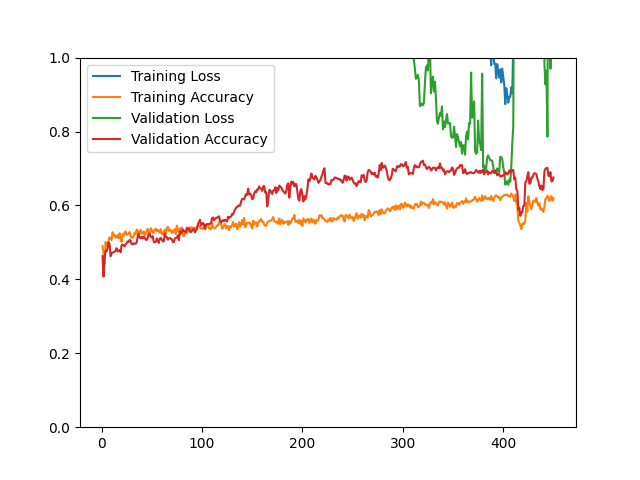 1.0
0.8
0.6
0.4
0.2
0.0
Training Loss
Training Accuracy
Validation Loss
Validation Accuracy
0 100 200 300 400